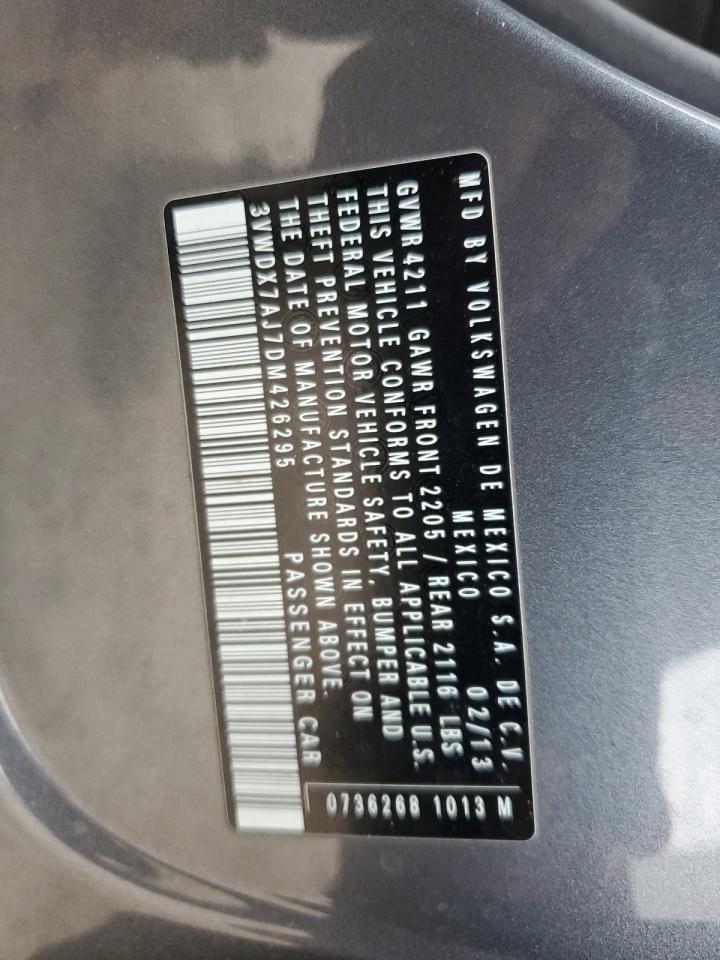 MFD BY VOLKSWAGEN DE MEXICO S.A. DE C.V.
MEXICO 02/13
GVWR4211 GAWR FRONT 2205 / REAR 2116 LBS
THIS VEHICLE CONFORMS TO ALL APPLICABLE U.S.
FEDERAL MOTOR VEHICLE SAFETY, BUMPER AND
THEFT PREVENTION STANDARDS IN EFFECT ON
THE DATE OF MANUFACTURE SHOWN ABOVE.
3VWDX7AJ7DM426295 PASSENGER CAR
0736268 1013 M